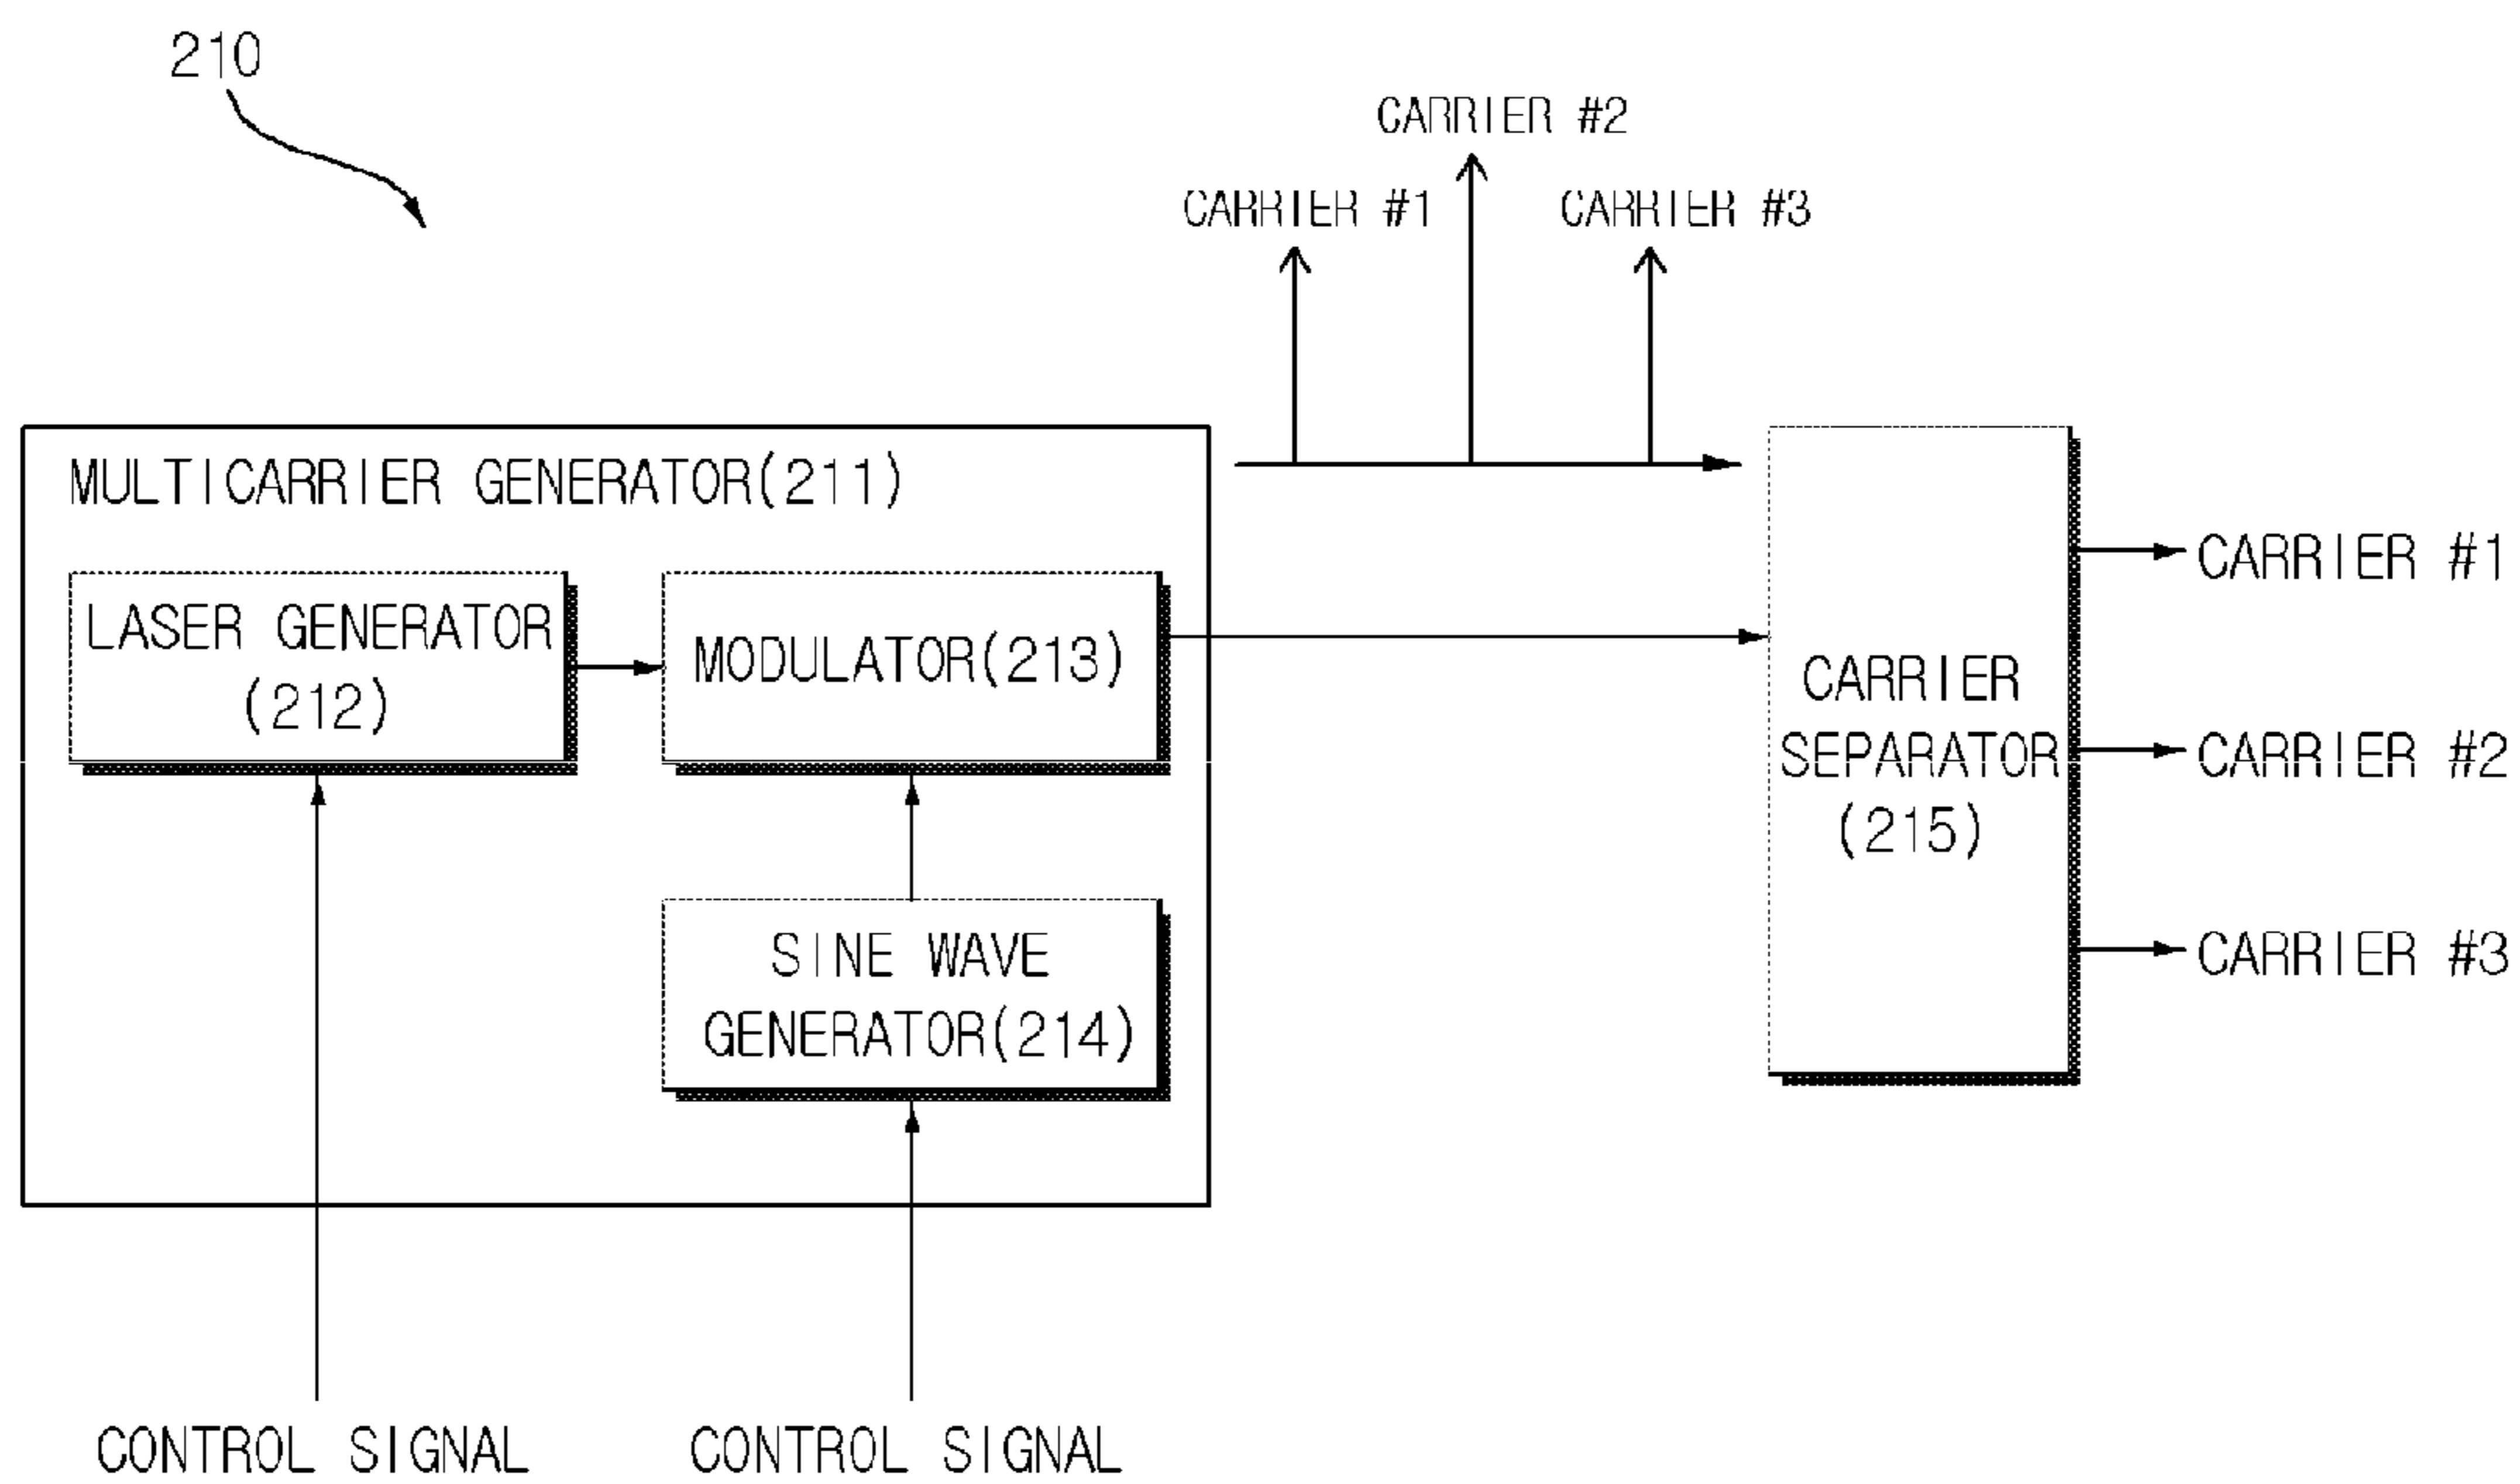 210
CARRIER #2
CARRIER #1
CARRIER #3
MULTICARRIER GENERATOR(211)
LASER GENERATOR
(212)
MODULATOR(213)
SINE WAVE
GENERATOR(214)
CARRIER
SEPARATOR
(215)
CARRIER #1
CARRIER #2
CARRIER #3
CONTROL SIGNAL
CONTROL SIGNAL